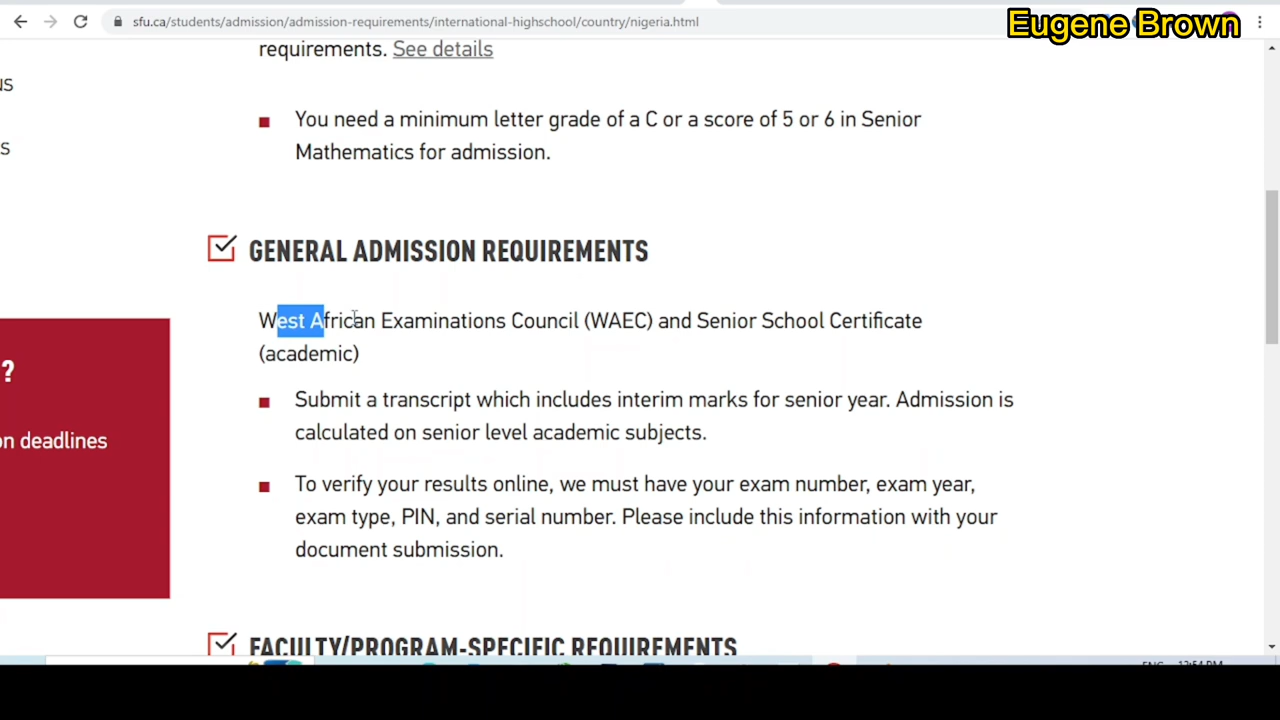 sfu.ca/students/admission/admission-requirements/international-highschool/country/nigeria.html
Eugene Brown
requirements. See details
You need a minimum letter grade of a C or a score of 5 or 6 in Senior
Mathematics for admission.
GENERAL ADMISSION REQUIREMENTS
West African Examinations Council (WAEC) and Senior School Certificate
(academic)
?
Submit a transcript which includes interim marks for senior year. Admission is
on deadlines
calculated on senior level academic subjects.
To verify your results online, we must have your exam number, exam year,
exam type, PIN, and serial number. Please include this information with your
document submission.
FACULTY/PROGRAM-SPECIFIC REQUIREMENTS
ENG 12:54 PM